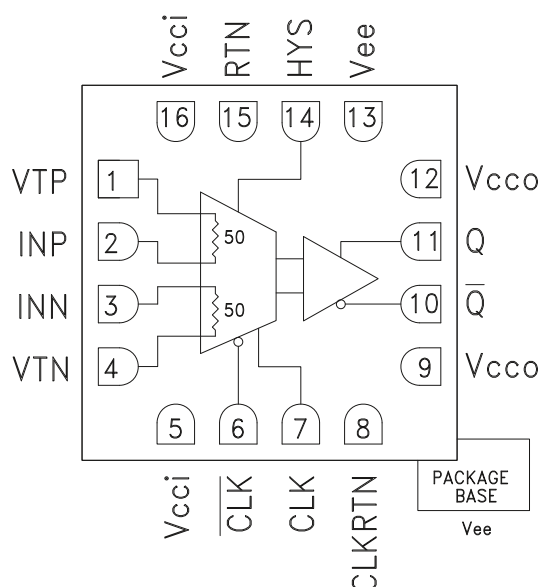 Vcci
RTN
HYS
Vee
16
15
14
13
VTP
1
12
Vcco
INP
2
50
11
Q
INN
3
50
10
Q̅
VTN
4
9
Vcco
5
6
7
8
Vcci
C̅L̅K̅
CLK
CLKRTN
PACKAGE
BASE
Vee